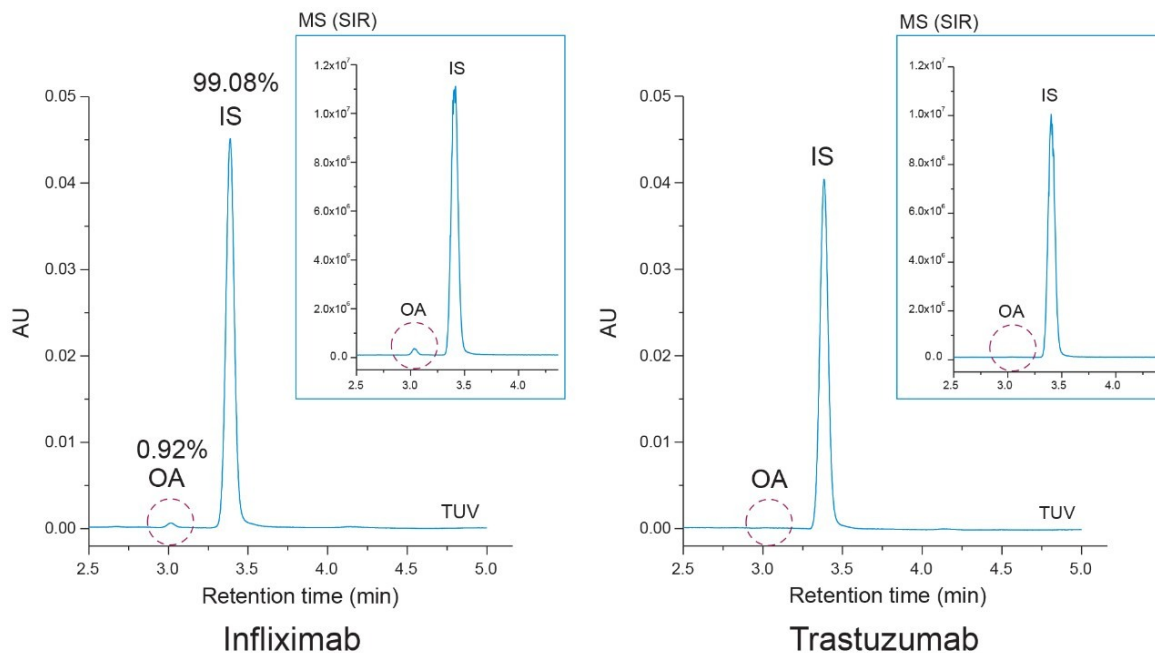 MS (SIR)
1.2x10⁷
1.0x10⁷
8.0x10⁶
6.0x10⁶
4.0x10⁶
2.0x10⁶
0.0
IS
OA
2.5 3.0 3.5 4.0
99.08%
IS
0.92%
OA
TUV
AU
0.05
0.04
0.03
0.02
0.01
0.00
2.5 3.0 3.5 4.0 4.5 5.0
Retention time (min)
Infliximab
MS (SIR)
1.2x10⁷
1.0x10⁷
8.0x10⁶
6.0x10⁶
4.0x10⁶
2.0x10⁶
0.0
IS
OA
2.5 3.0 3.5 4.0
IS
OA
TUV
AU
0.05
0.04
0.03
0.02
0.01
0.00
2.5 3.0 3.5 4.0 4.5 5.0
Retention time (min)
Trastuzumab